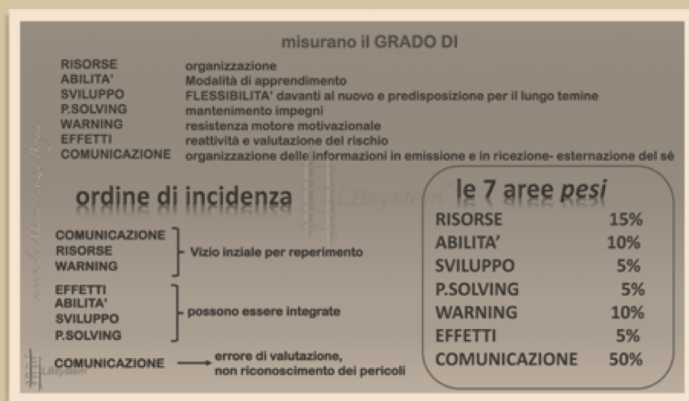 misurano il GRADO DI
RISORSE organizzazione
ABILITA' Modalità di apprendimento
SVILUPPO FLESSIBILITA' davanti al nuovo e predisposizione per il lungo temine
P.SOLVING mantenimento impegni
WARNING resistenza motore motivazionale
EFFETTI reattività e valutazione del rischio
COMUNICAZIONE organizzazione delle informazioni in emissione e in ricezione- esternazione del sé
ordine di incidenza
COMUNICAZIONE
RISORSE
WARNING
Vizio inziale per reperimento
EFFETTI
ABILITA'
SVILUPPO
P.SOLVING
possono essere integrate
COMUNICAZIONE
errore di valutazione,
non riconoscimento dei pericoli
le 7 aree pesi
RISORSE 15%
ABILITA’ 10%
SVILUPPO 5%
P.SOLVING 5%
WARNING 10%
EFFETTI 5%
COMUNICAZIONE 50%
LBsystem
LBsystem